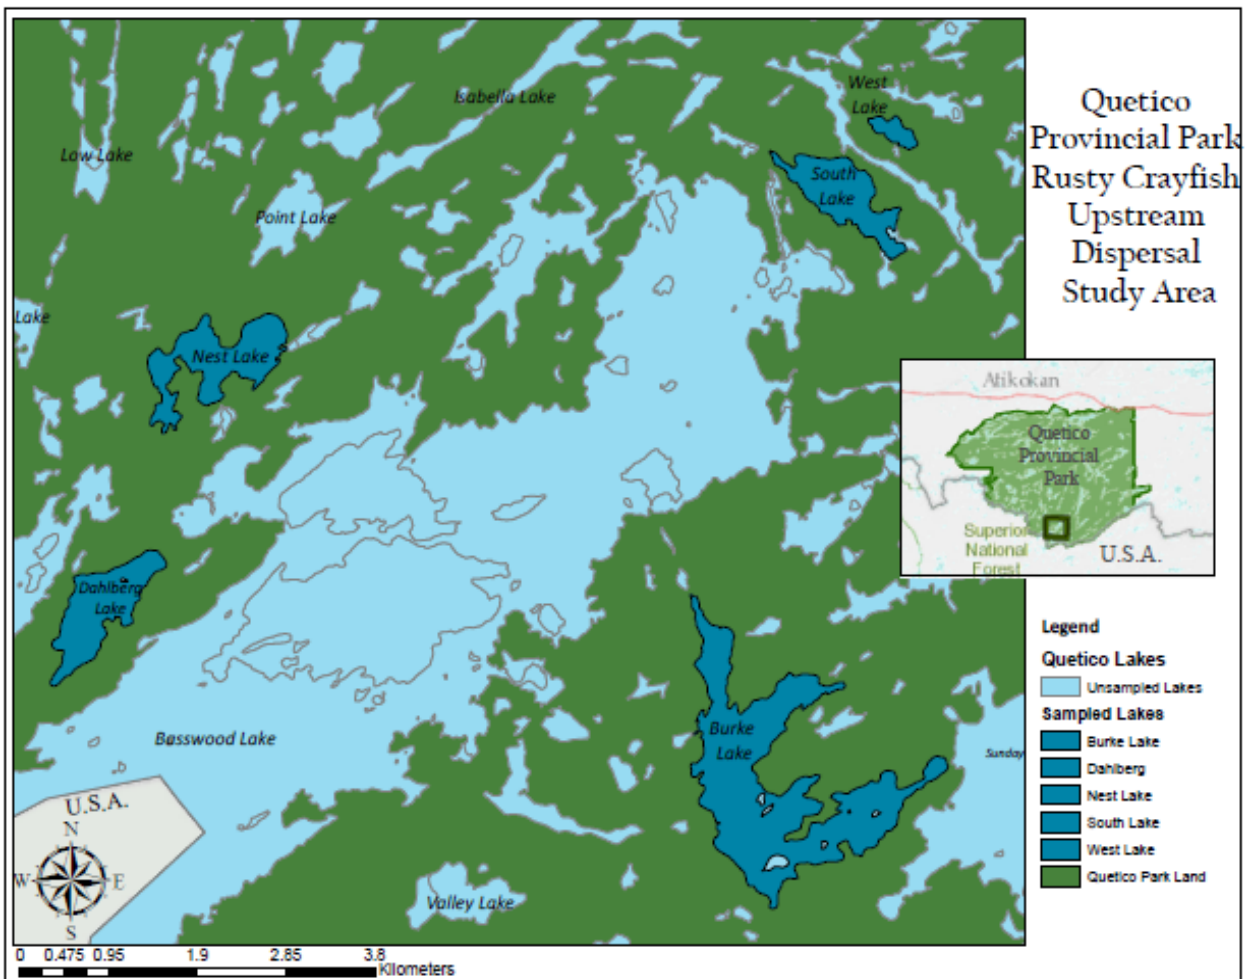 Quetico
Provincial Park
Rusty Crayfish
Upstream
Dispersal
Study Area
West
Lake
Isabella Lake
Low Lake
South
Lake
Point Lake
Lake
Nest Lake
Dahlberg
Lake
Basswood Lake
Burke
Lake
Sunday
Valley Lake
U.S.A.
N
W
E
S
0 0.475 0.95 1.9 2.85 3.8
Kilometers
Atikokan
Quetico
Provincial
Park
Superior
National
Forest
U.S.A.
Legend
Quetico Lakes
Unsampled Lakes
Sampled Lakes
Burke Lake
Dahlberg
Nest Lake
South Lake
West Lake
Quetico Park Land